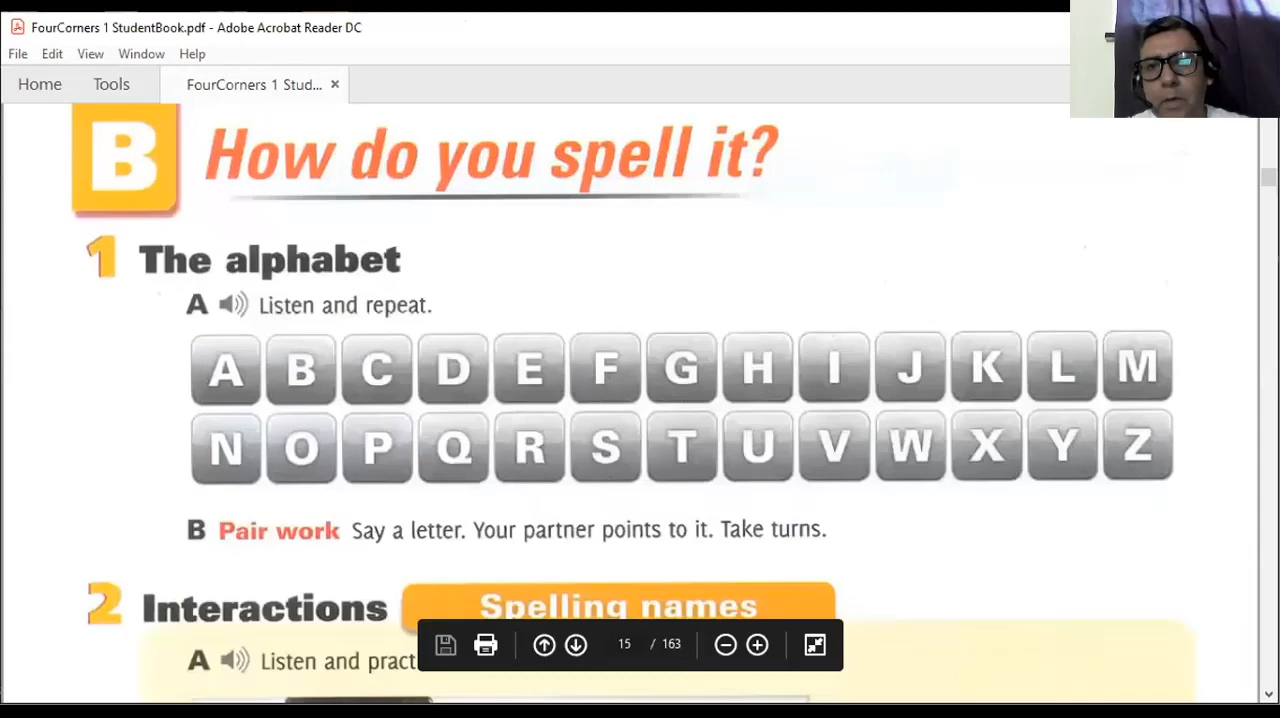 FourCorners 1 StudentBook.pdf - Adobe Acrobat Reader DC
File Edit View Window Help
Home Tools FourCorners 1 Stud... ×
B How do you spell it?
1 The alphabet
A Listen and repeat.
A B C D E F G H I J K L M
N O P Q R S T U V W X Y Z
B Pair work Say a letter. Your partner points to it. Take turns.
2 Interactions Spelling names
A Listen and pract
15 / 163